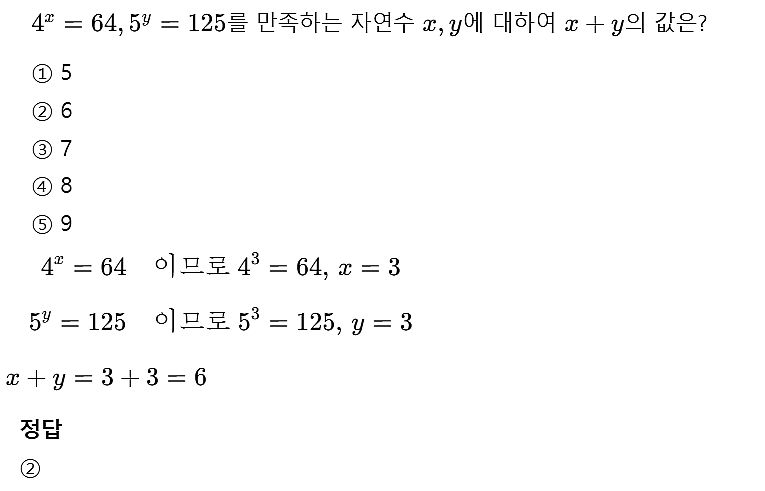 4^x = 64, 5^y = 125를 만족하는 자연수 x, y에 대하여 x + y의 값은?
① 5
② 6
③ 7
④ 8
⑤ 9
4^x = 64 이므로 4^3 = 64, x = 3
5^y = 125 이므로 5^3 = 125, y = 3
x + y = 3 + 3 = 6
정답
②